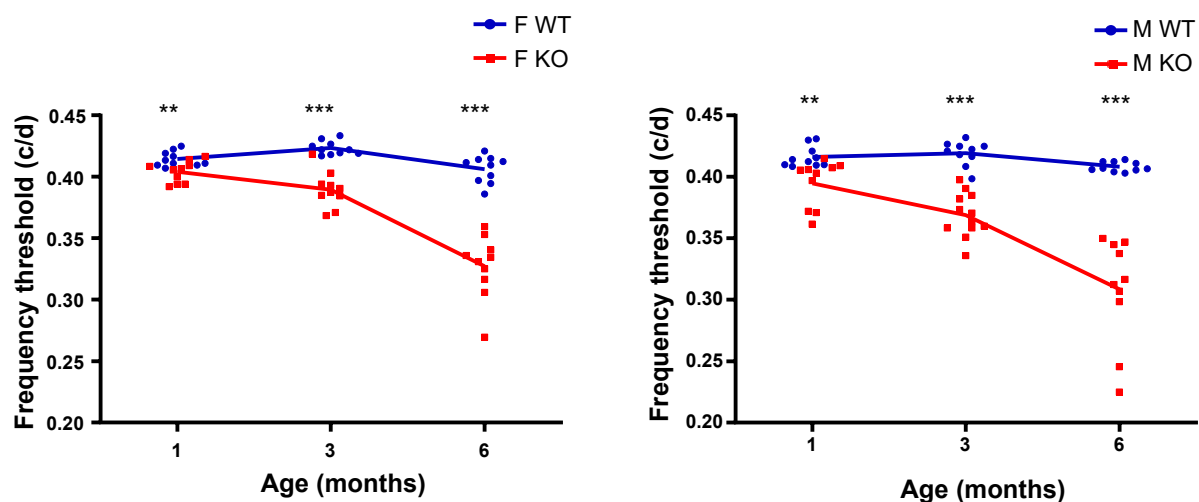 F WT
F KO
** *** ***
0.45
0.40
0.35
0.30
0.25
0.20
Frequency threshold (c/d)
1 3 6
Age (months)
M WT
M KO
** *** ***
0.45
0.40
0.35
0.30
0.25
0.20
Frequency threshold (c/d)
1 3 6
Age (months)